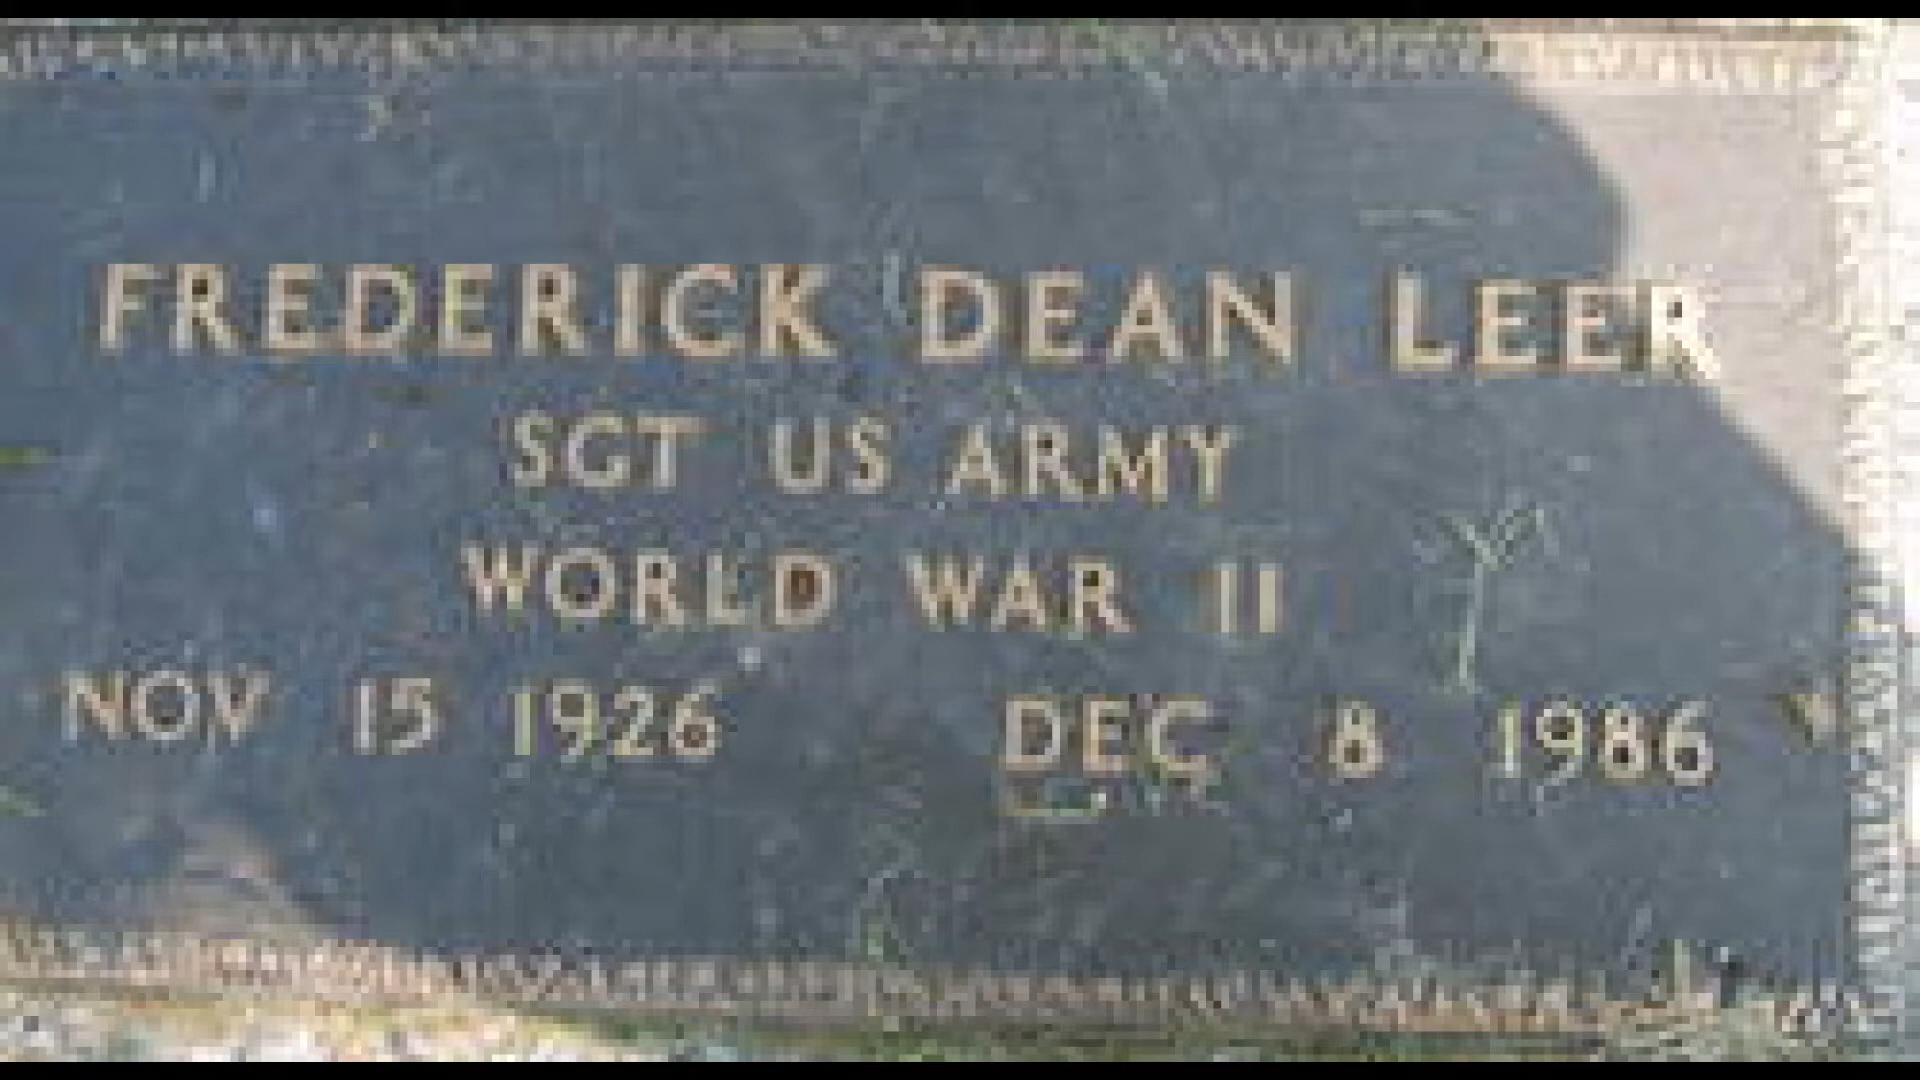 FREDERICK DEAN LEER
SGT US ARMY
WORLD WAR II
NOV 15 1926 DEC 8 1986